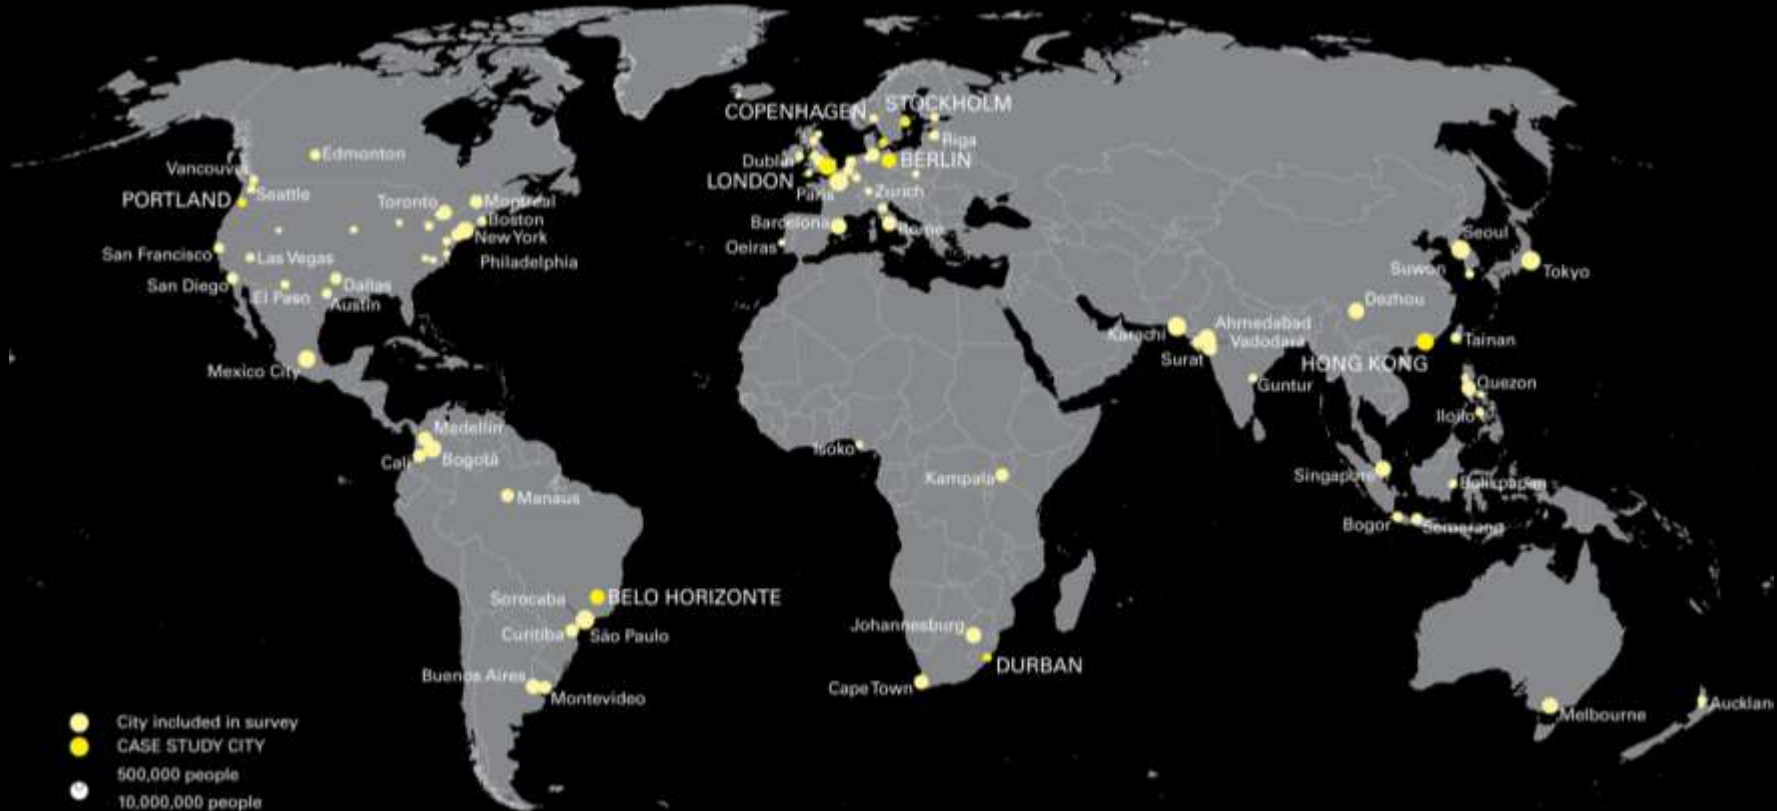 COPENHAGEN
STOCKHOLM
Riga
Dublin
BERLIN
LONDON
Paris
Zurich
Barcelona
Rome
Oeiras
Edmonton
Vancouver
Seattle
PORTLAND
Toronto
Montreal
Boston
New York
Philadelphia
San Francisco
Las Vegas
San Diego
El Paso
Dallas
Austin
Mexico City
Seoul
Suwon
Tokyo
Dezhou
Karachi
Ahmedabad
Vadodara
Surat
HONG KONG
Tainan
Guntur
Quezon
Iloilo
Medellin
Cali
Bogotá
Isoko
Kampala
Singapore
Balikpapan
Manaus
Bogor
Semarang
Sorocaba
BELO HORIZONTE
Curitiba
São Paulo
Johannesburg
DURBAN
Buenos Aires
Montevideo
Cape Town
Melbourne
Aucklan
City included in survey
CASE STUDY CITY
500,000 people
10,000,000 people